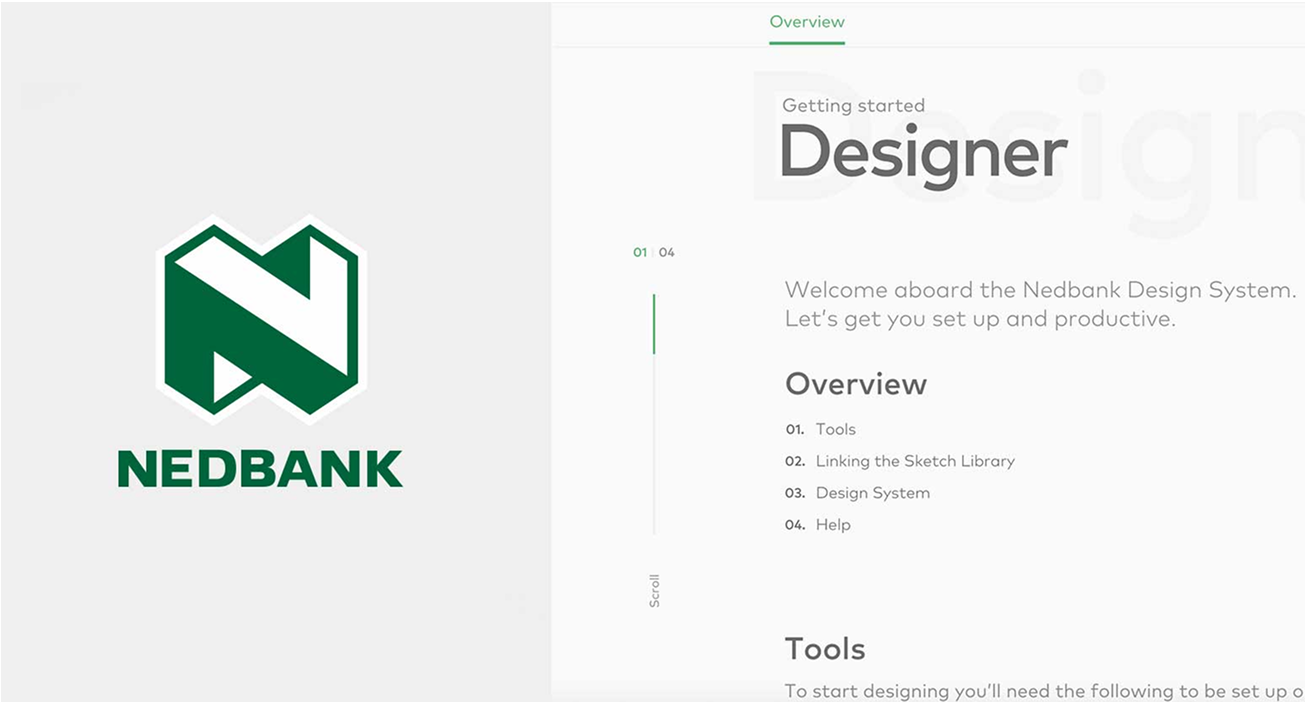 NEDBANK
Overview
Design
Getting started
Designer
01 04
Welcome aboard the Nedbank Design System.
Let's get you set up and productive.
Overview
01. Tools
02. Linking the Sketch Library
03. Design System
04. Help
Scroll
Tools
To start designing you'll need the following to be set up o